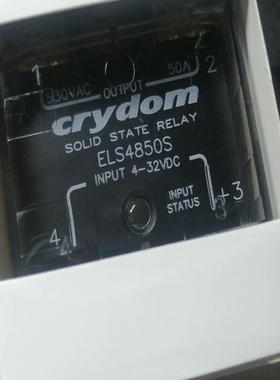 1 2
530VAC OUTPUT 50A
crydom
SOLID STATE RELAY
ELS4850S
INPUT 4-32VDC
INPUT
STATUS
4 +3